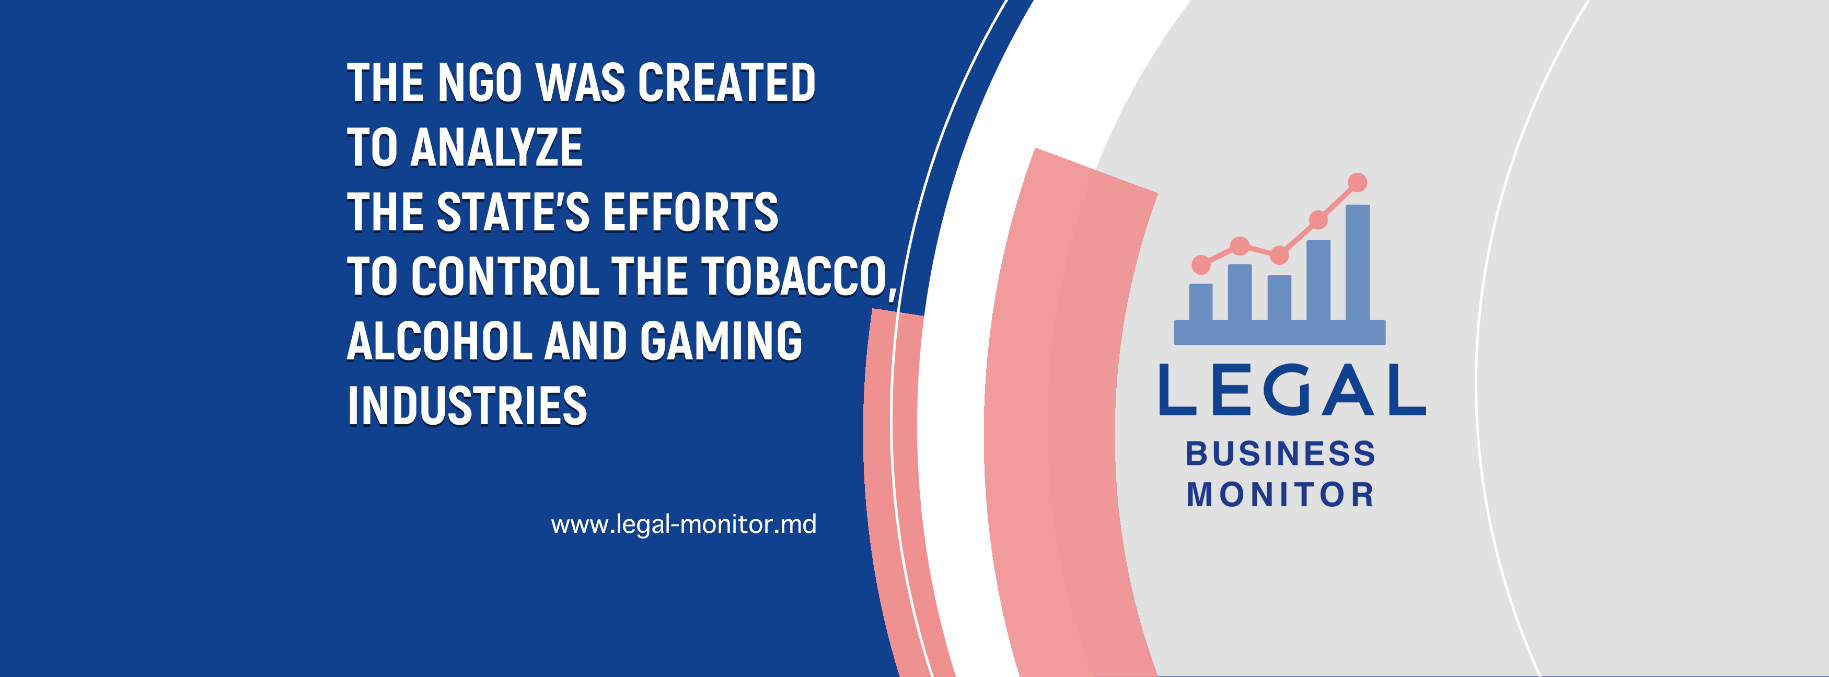 THE NGO WAS CREATED
TO ANALYZE
THE STATE'S EFFORTS
TO CONTROL THE TOBACCO,
ALCOHOL AND GAMING
INDUSTRIES
www.legal-monitor.md
LEGAL
BUSINESS
MONITOR